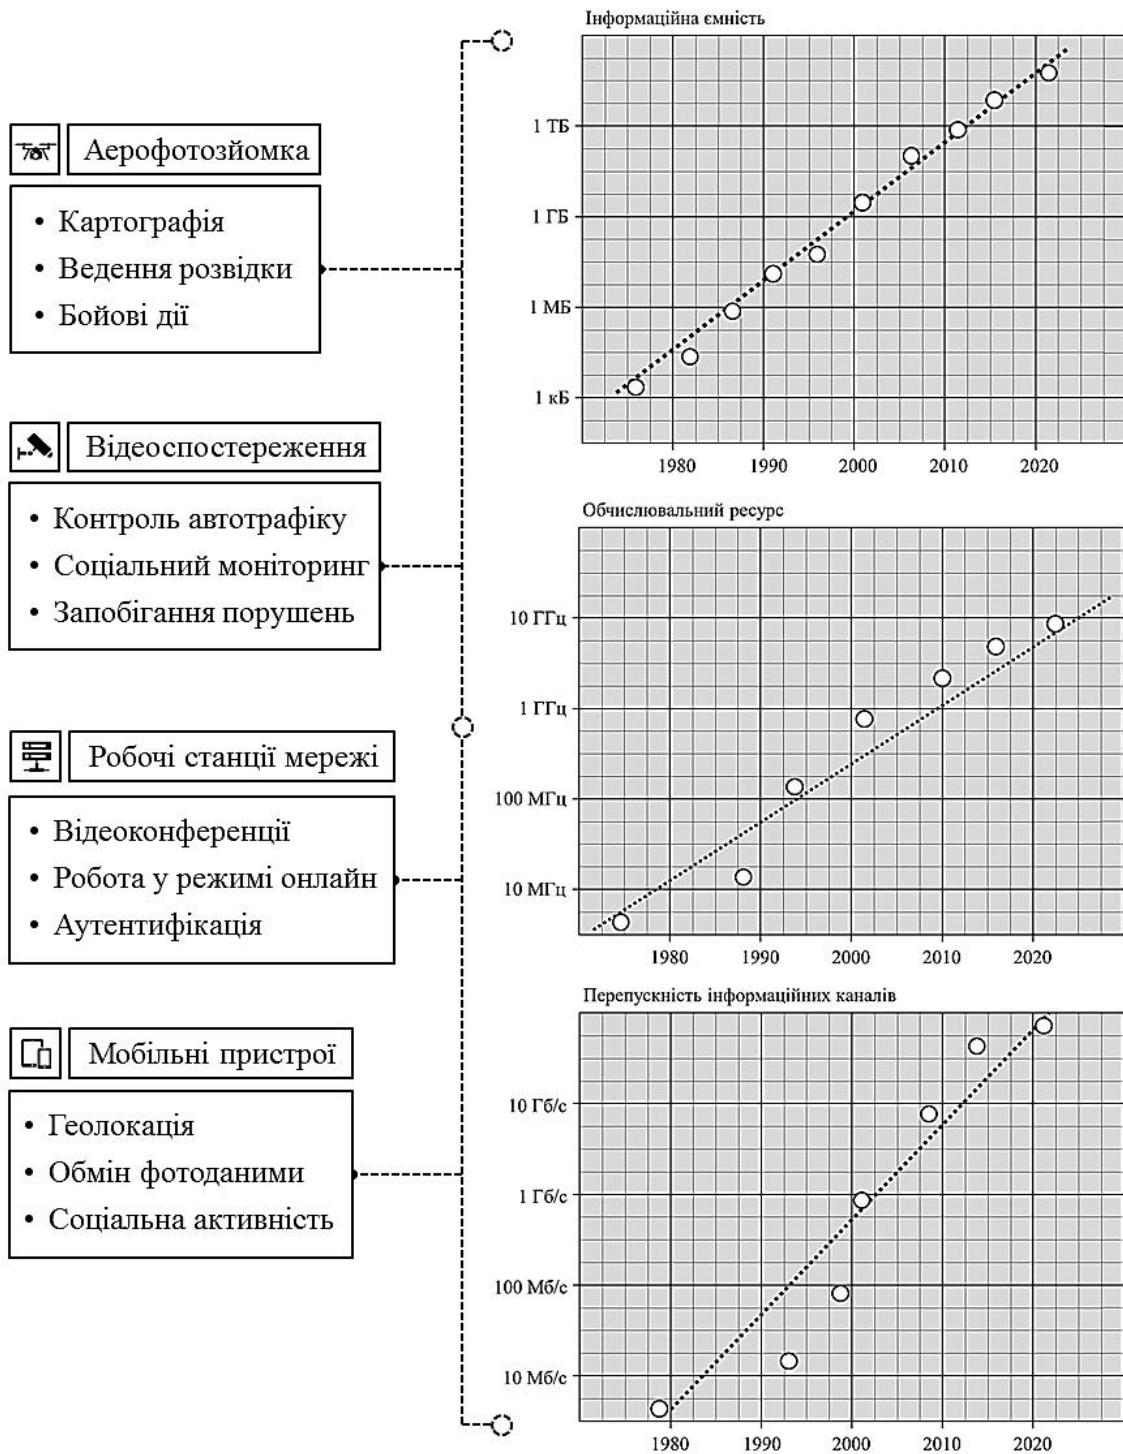 Аерофотозйомка
• Картографія
• Ведення розвідки
• Бойові дії
Відеоспостереження
• Контроль автотрафіку
• Соціальний моніторинг
• Запобігання порушень
Робочі станції мережі
• Відеоконференції
• Робота у режимі онлайн
• Аутентифікація
Мобільні пристрої
• Геолокація
• Обмін фотоданими
• Соціальна активність
Інформаційна ємність
1 ТБ
1 ГБ
1 МБ
1 кБ
1980 1990 2000 2010 2020
Обчислювальний ресурс
10 ГГц
1 ГГц
100 МГц
10 МГц
1980 1990 2000 2010 2020
Перепускність інформаційних каналів
10 Гб/с
1 Гб/с
100 Мб/с
10 Мб/с
1980 1990 2000 2010 2020